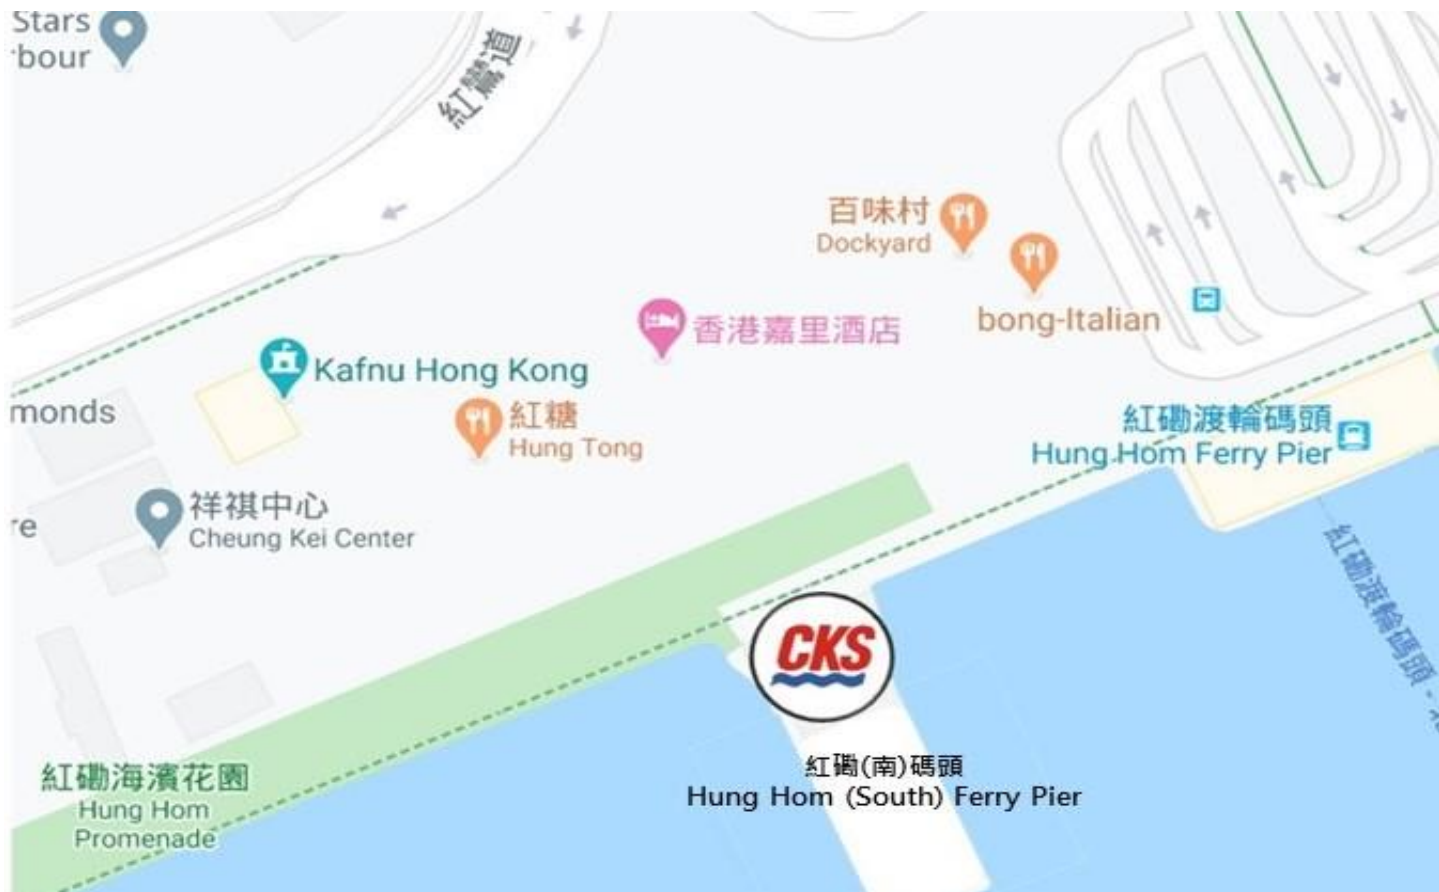 Stars
bour
紅鸞道
百味村
Dockyard
bong-Italian
香港嘉里酒店
Kafnu Hong Kong
monds
紅糖
Hung Tong
紅磡渡輪碼頭
Hung Hom Ferry Pier
祥祺中心
Cheung Kei Center
re
紅磡渡輪碼頭 - 北
CKS
紅磡(南)碼頭
Hung Hom (South) Ferry Pier
紅磡海濱花園
Hung Hom
Promenade